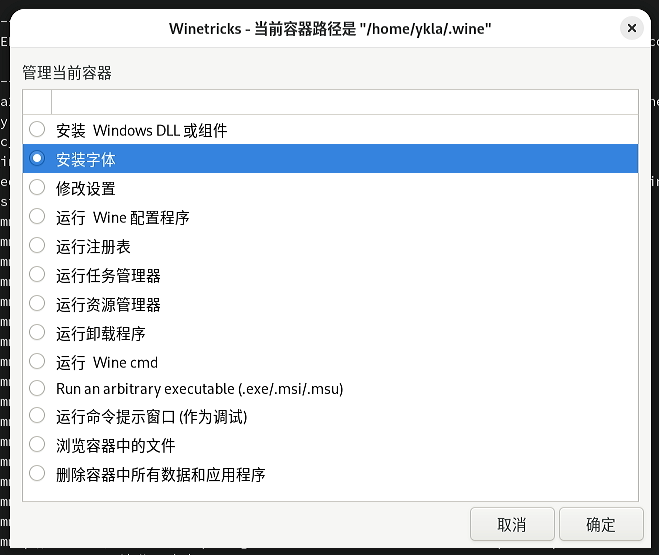 Winetricks - 当前容器路径是 "/home/ykla/.wine"
管理当前容器
安装 Windows DLL 或组件
安装字体
修改设置
运行 Wine 配置程序
运行注册表
运行任务管理器
运行资源管理器
运行卸载程序
运行 Wine cmd
Run an arbitrary executable (.exe/.msi/.msu)
运行命令提示窗口 (作为调试)
浏览容器中的文件
删除容器中所有数据和应用程序
取消
确定